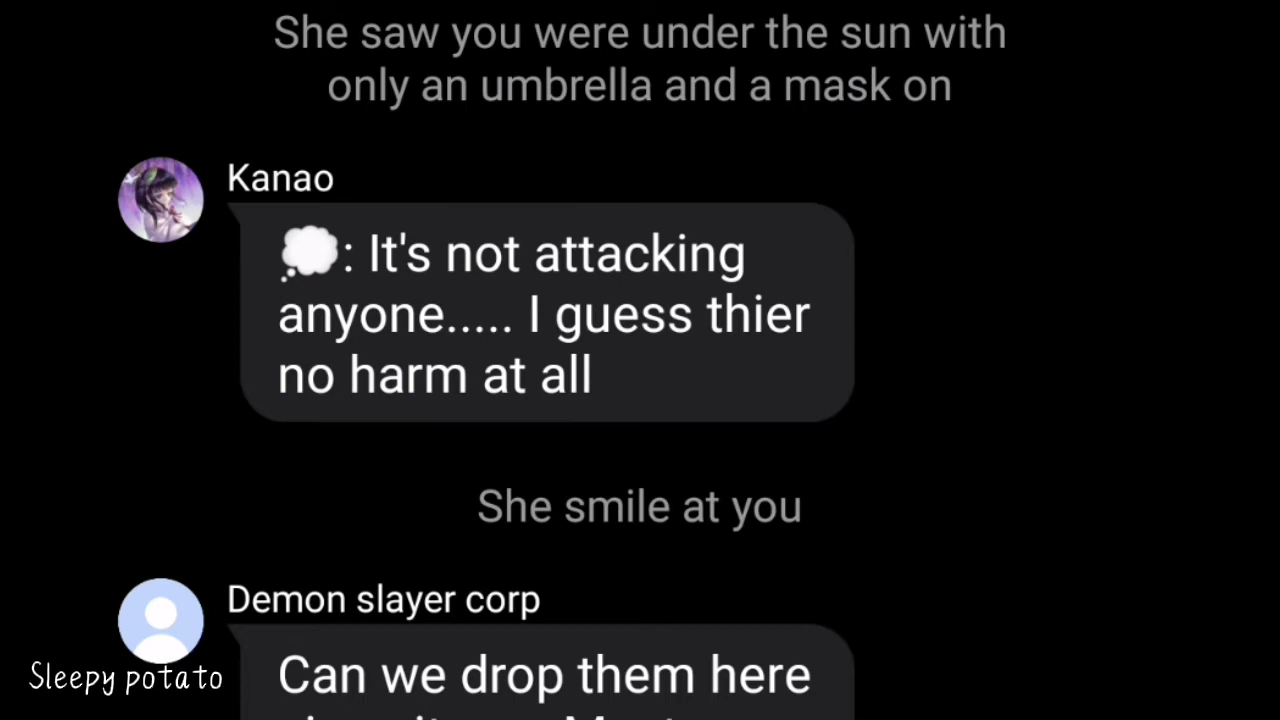 She saw you were under the sun with
only an umbrella and a mask on
Kanao
💭: It's not attacking
anyone..... I guess thier
no harm at all
She smile at you
Demon slayer corp
Can we drop them here
Sleepy potato